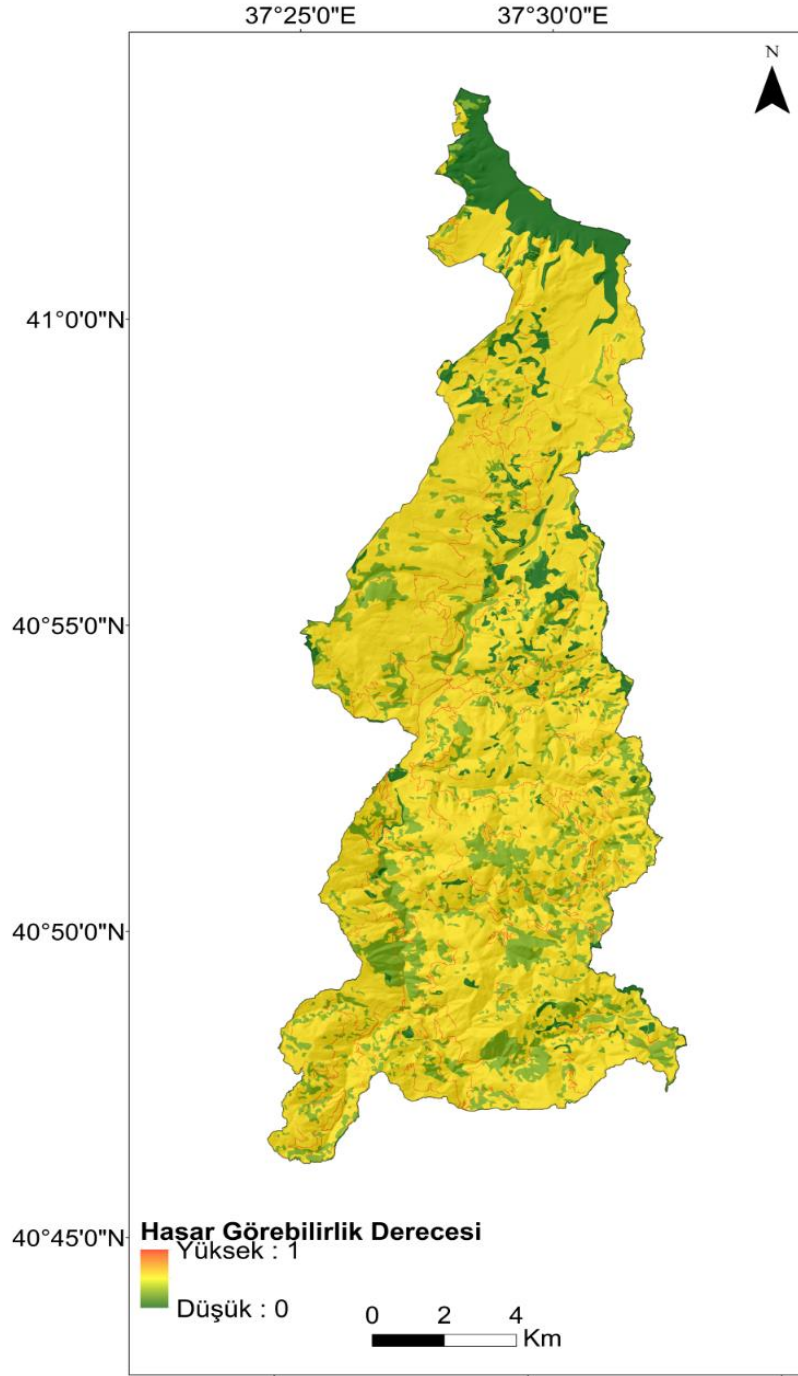 37°25'0"E 37°30'0"E
N
41°0'0"N
40°55'0"N
40°50'0"N
40°45'0"N
Hasar Görebilirlik Derecesi
Yüksek : 1
Düşük : 0
0 2 4
Km